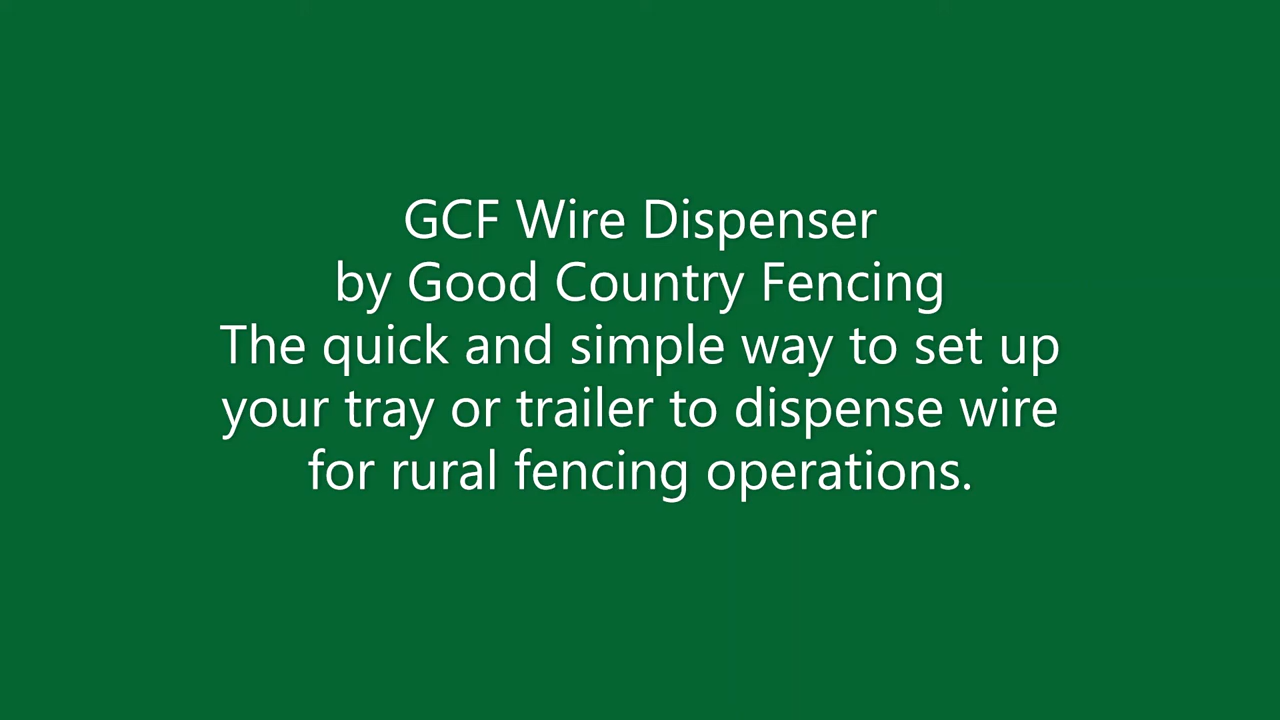 GCF Wire Dispenser
by Good Country Fencing
The quick and simple way to set up
your tray or trailer to dispense wire
for rural fencing operations.